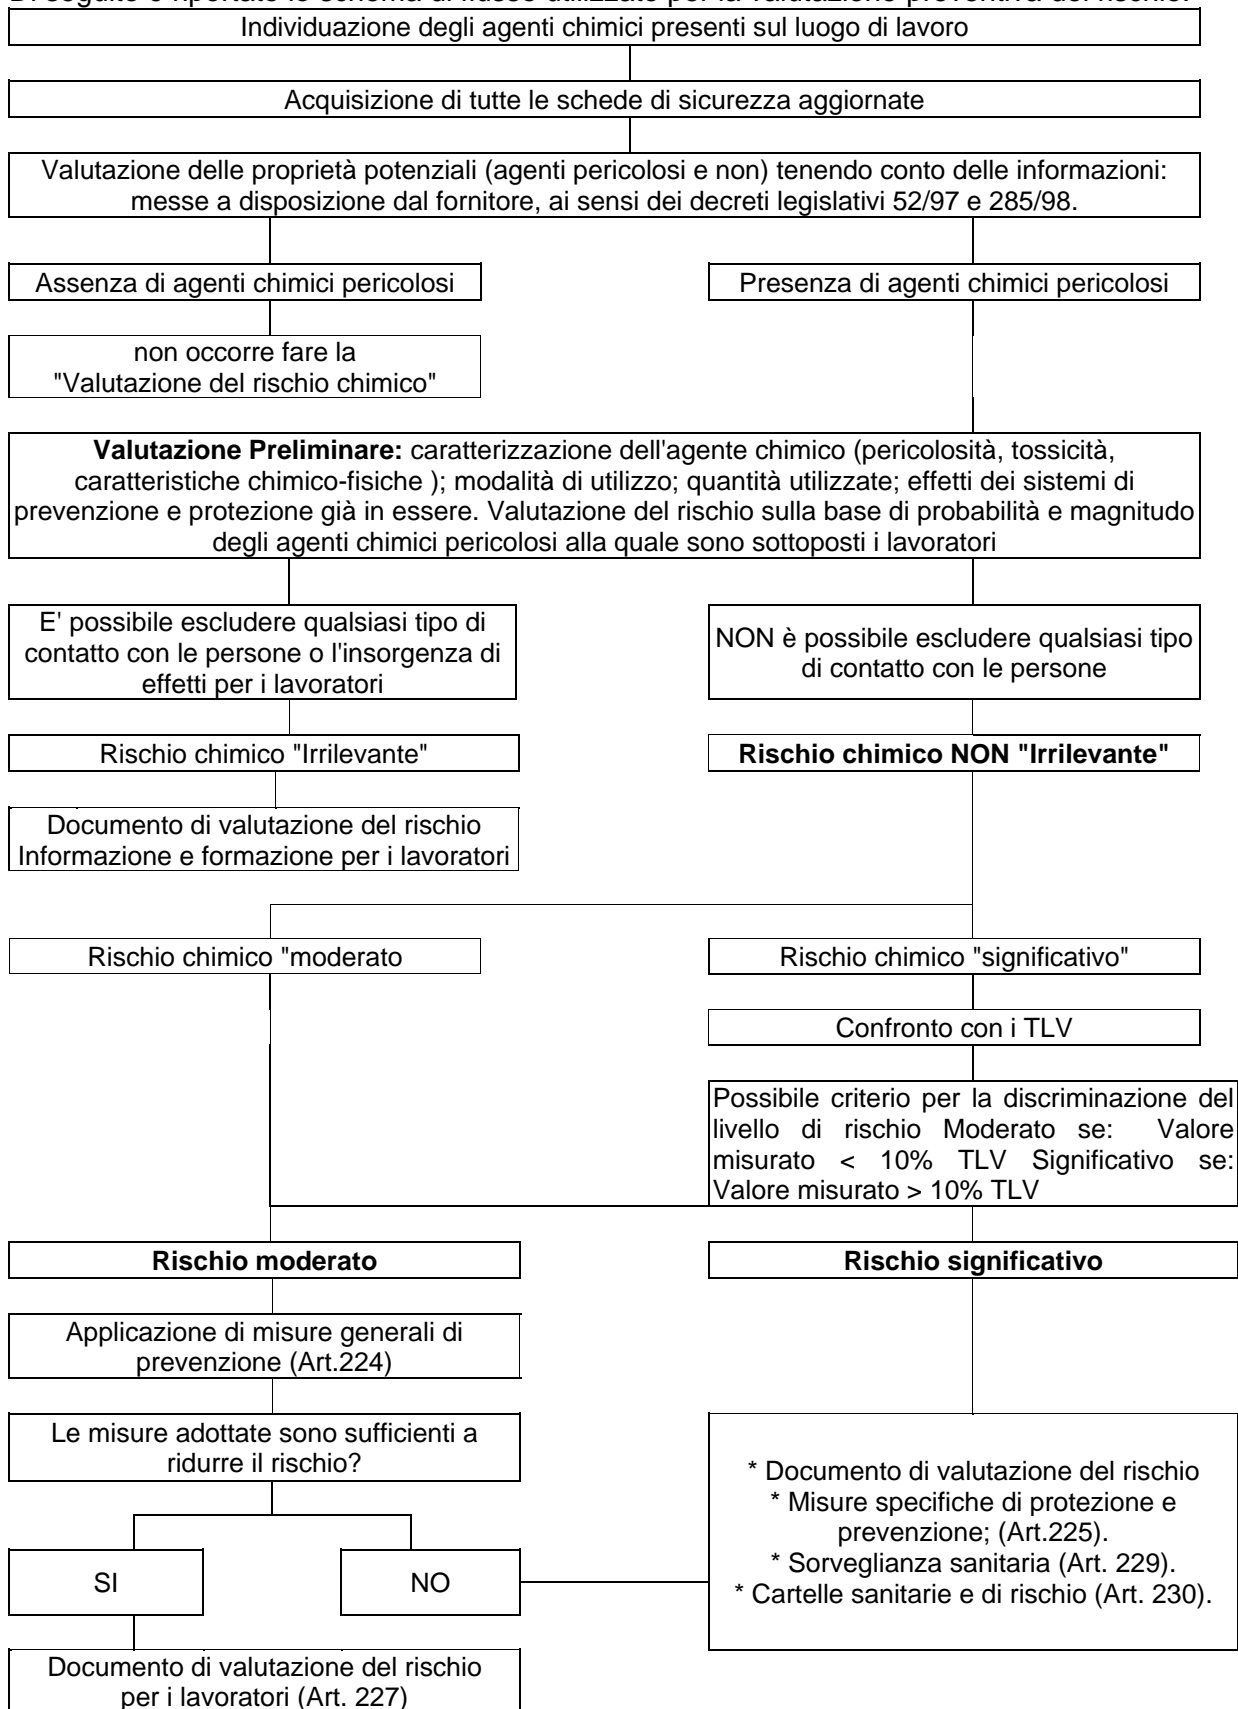 Individuazione degli agenti chimici presenti sul luogo di lavoro
Acquisizione di tutte le schede di sicurezza aggiornate
Valutazione delle proprietà potenziali (agenti pericolosi e non) tenendo conto delle informazioni:
messe a disposizione dal fornitore, ai sensi dei decreti legislativi 52/97 e 285/98.
Assenza di agenti chimici pericolosi
Presenza di agenti chimici pericolosi
non occorre fare la
"Valutazione del rischio chimico"
Valutazione Preliminare: caratterizzazione dell'agente chimico (pericolosità, tossicità,
caratteristiche chimico-fisiche ); modalità di utilizzo; quantità utilizzate; effetti dei sistemi di
prevenzione e protezione già in essere. Valutazione del rischio sulla base di probabilità e magnitudo
degli agenti chimici pericolosi alla quale sono sottoposti i lavoratori
E' possibile escludere qualsiasi tipo di
contatto con le persone o l'insorgenza di
effetti per i lavoratori
NON è possibile escludere qualsiasi tipo
di contatto con le persone
Rischio chimico "Irrilevante"
Rischio chimico NON "Irrilevante"
Documento di valutazione del rischio
Informazione e formazione per i lavoratori
Rischio chimico "moderato
Rischio chimico "significativo"
Confronto con i TLV
Possibile criterio per la discriminazione del
livello di rischio Moderato se: Valore
misurato < 10% TLV Significativo se:
Valore misurato > 10% TLV
Rischio moderato
Rischio significativo
Applicazione di misure generali di
prevenzione (Art.224)
Le misure adottate sono sufficienti a
ridurre il rischio?
* Documento di valutazione del rischio
* Misure specifiche di protezione e
prevenzione; (Art.225).
* Sorveglianza sanitaria (Art. 229).
* Cartelle sanitarie e di rischio (Art. 230).
SI
NO
Documento di valutazione del rischio
per i lavoratori (Art. 227)